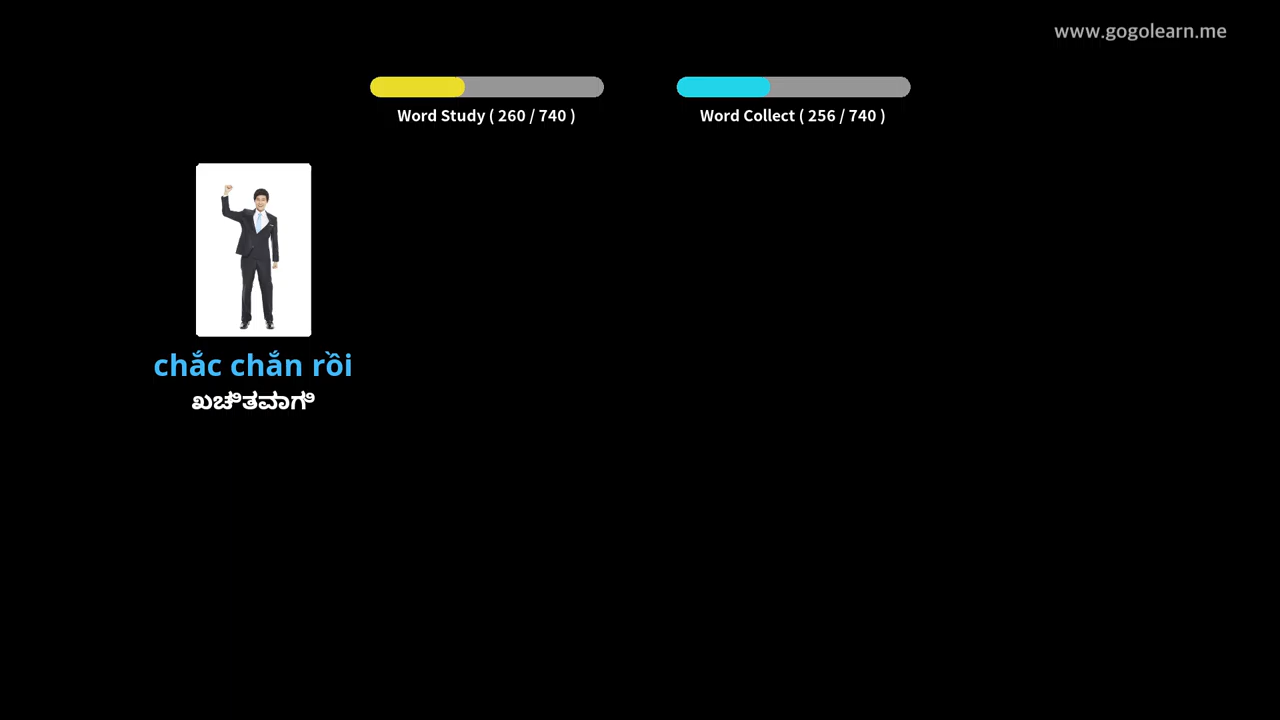 www.gogolearn.me
Word Study ( 260 / 740 )
Word Collect ( 256 / 740 )
chắc chắn rồi
ಖಚಿತವಾಗಿ